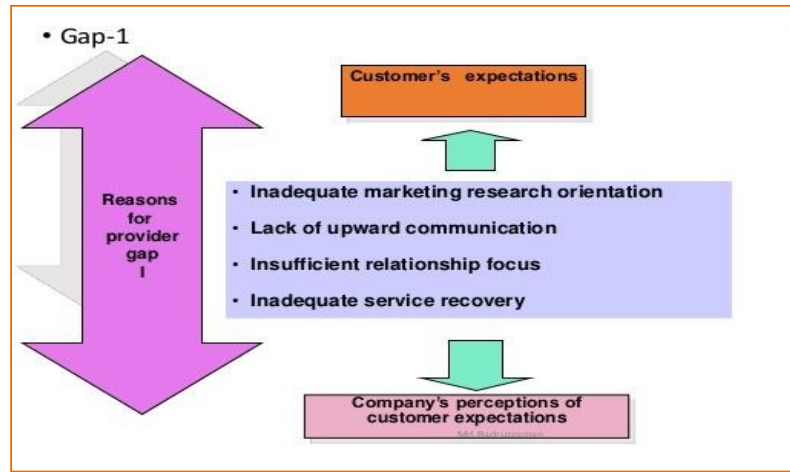 • Gap-1
Customer's expectations
Reasons
for
provider
gap
I
• Inadequate marketing research orientation
• Lack of upward communication
• Insufficient relationship focus
• Inadequate service recovery
Company's perceptions of
customer expectations